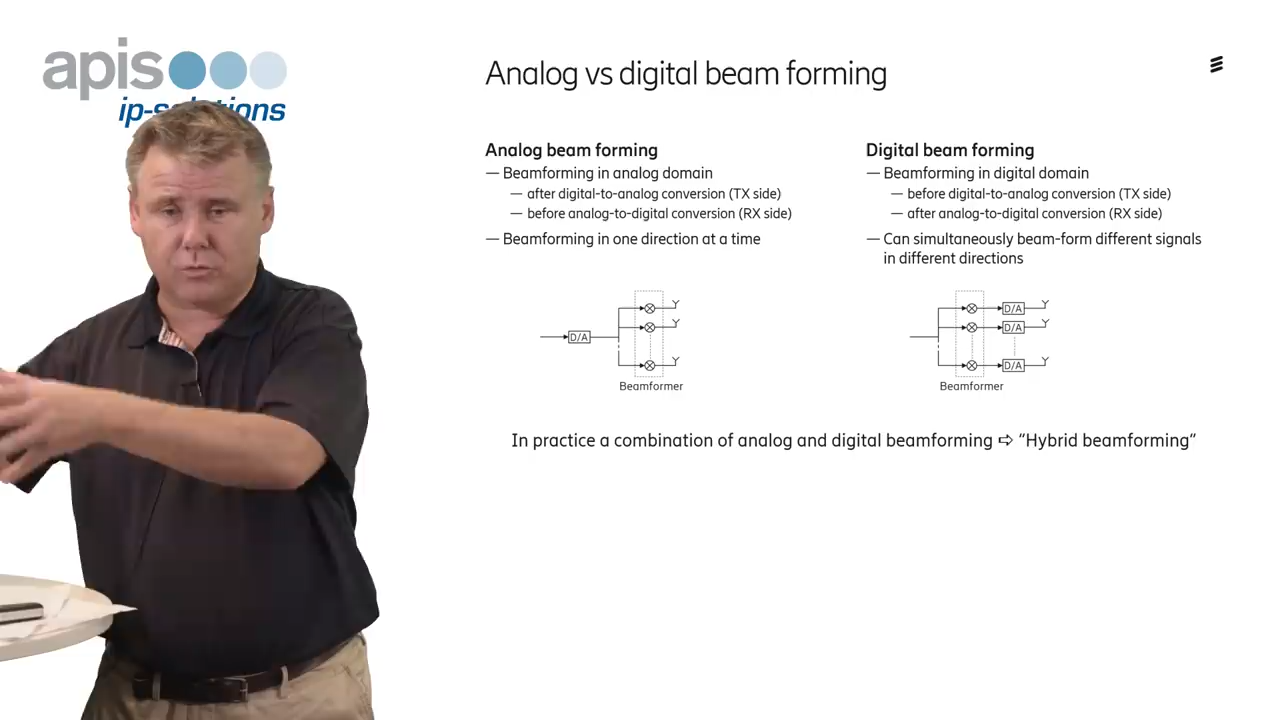 apis
ip-solutions
Analog vs digital beam forming
Analog beam forming
— Beamforming in analog domain
— after digital-to-analog conversion (TX side)
— before analog-to-digital conversion (RX side)
— Beamforming in one direction at a time
D/A
Beamformer
Digital beam forming
— Beamforming in digital domain
— before digital-to-analog conversion (TX side)
— after analog-to-digital conversion (RX side)
— Can simultaneously beam-form different signals
in different directions
D/A
D/A
D/A
Beamformer
In practice a combination of analog and digital beamforming ⇨ “Hybrid beamforming”